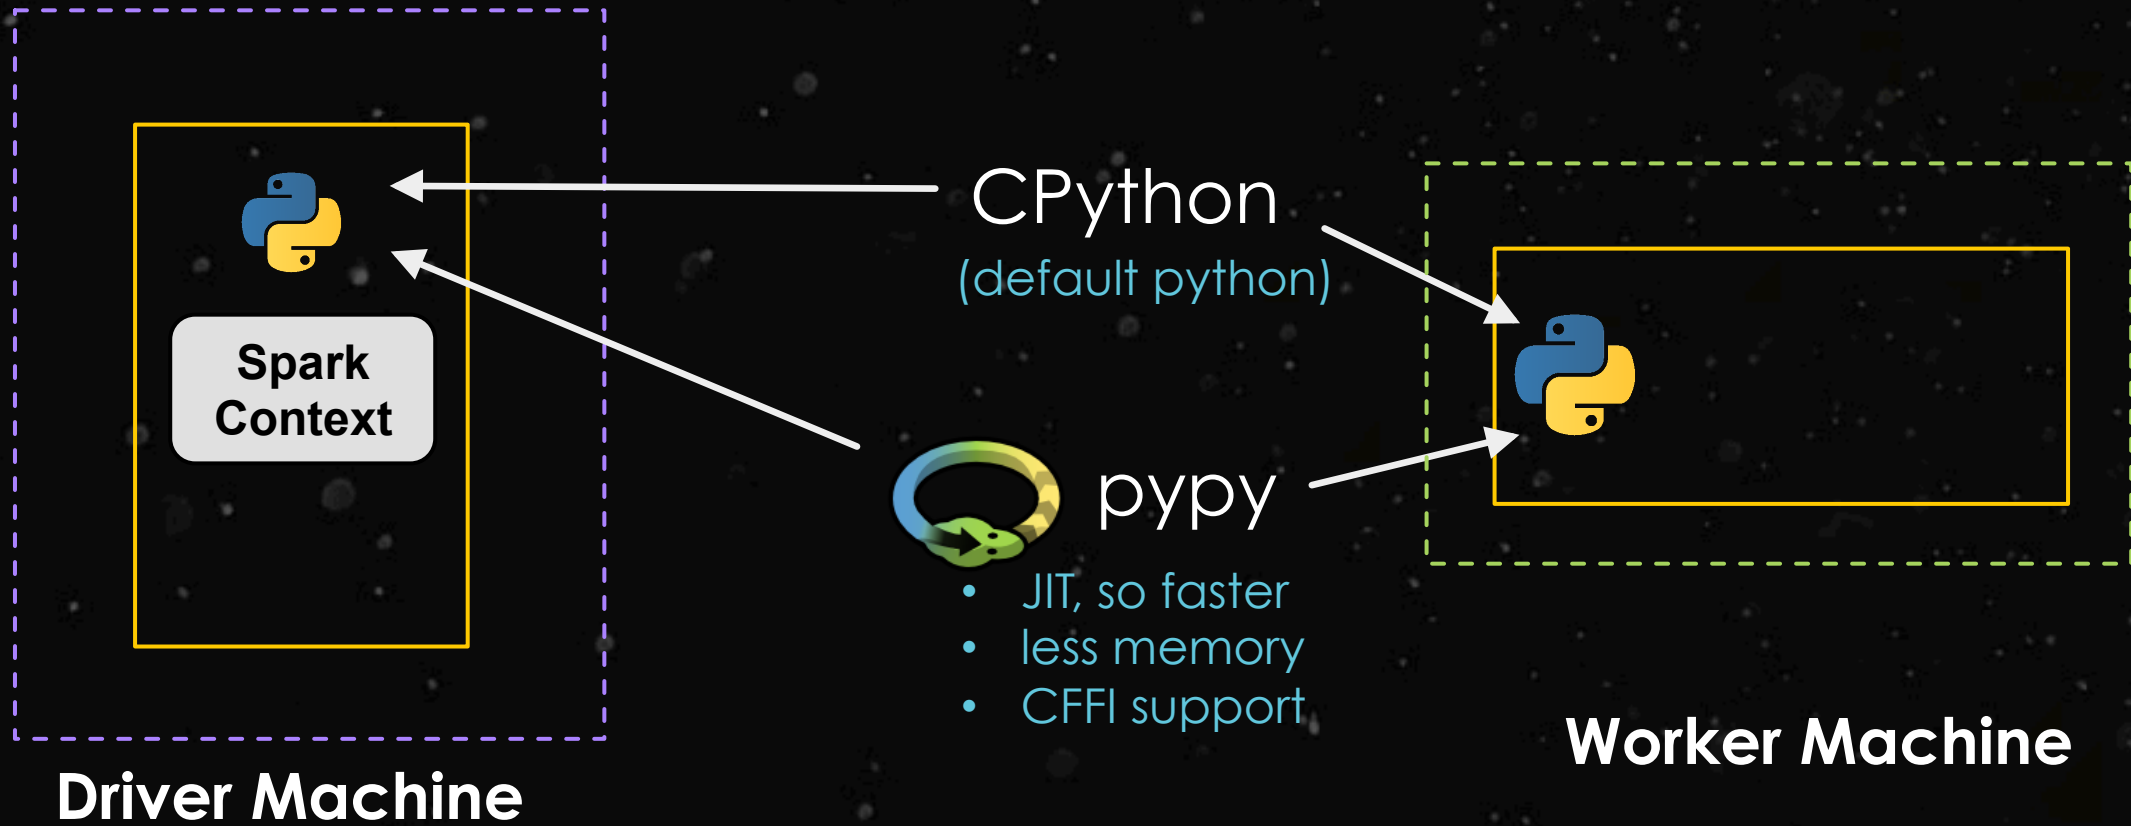 Spark
Context
Driver Machine
CPython
(default python)
pypy
• JIT, so faster
• less memory
• CFFI support
Worker Machine